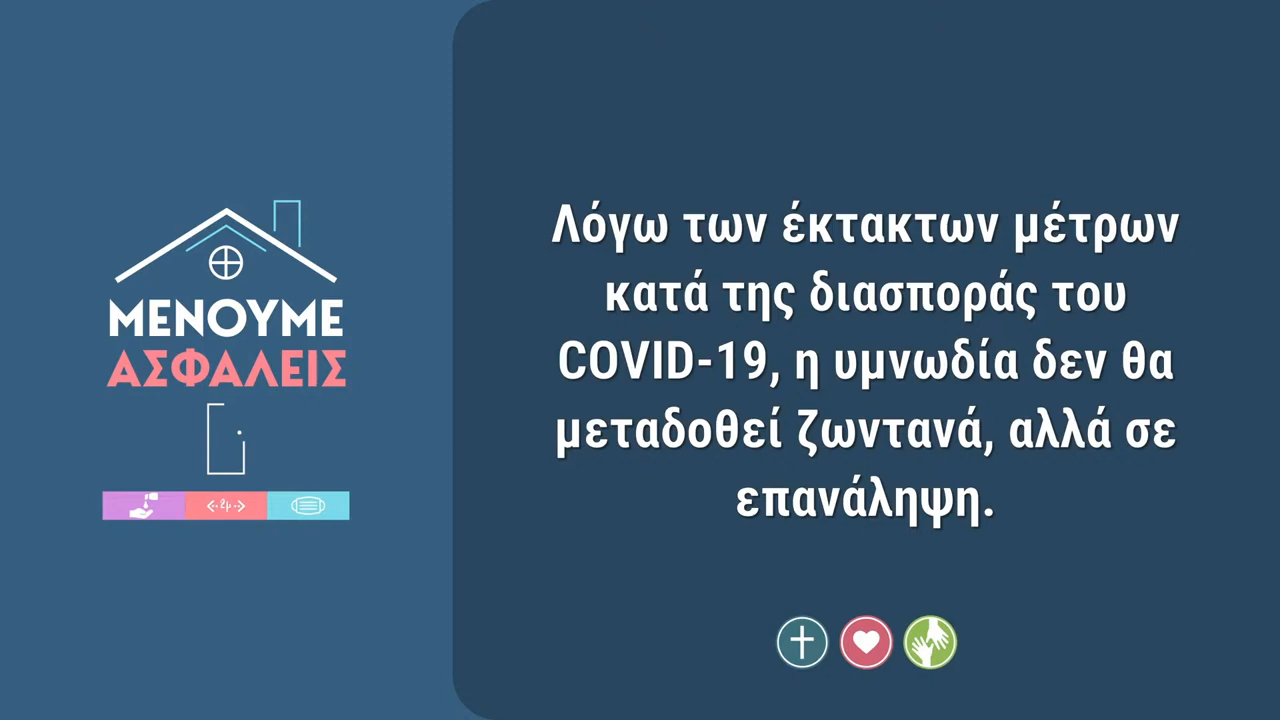 ΜΕΝΟΥΜΕ
ΑΣΦΑΛΕΙΣ
2μ
Λόγω των έκτακτων μέτρων
κατά της διασποράς του
COVID-19, η υμνωδία δεν θα
μεταδοθεί ζωντανά, αλλά σε
επανάληψη.